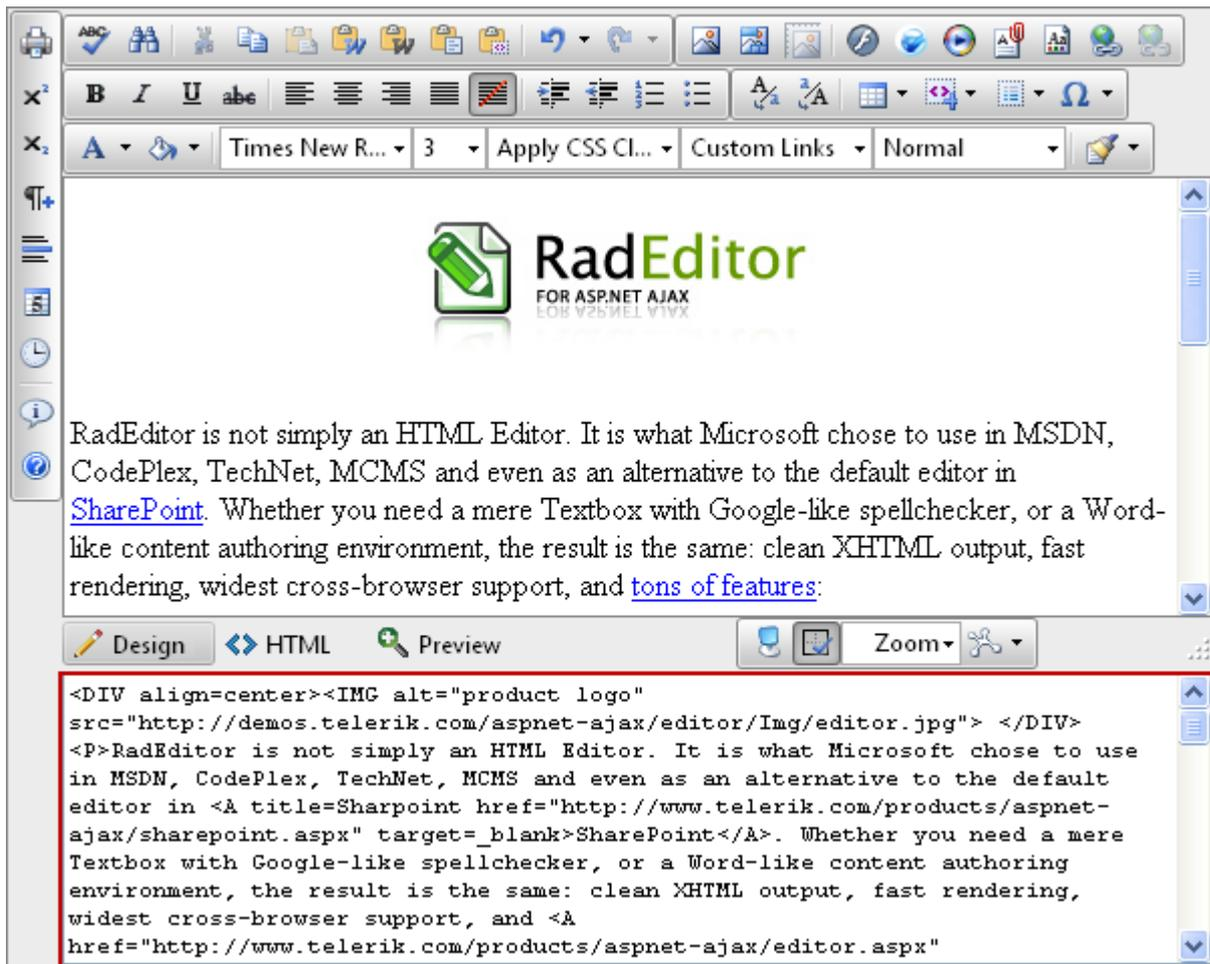 ABC
B I U abc
A Times New R... 3 Apply CSS Cl... Custom Links Normal
RadEditor
FOR ASP.NET AJAX
RadEditor is not simply an HTML Editor. It is what Microsoft chose to use in MSDN,
CodePlex, TechNet, MCMS and even as an alternative to the default editor in
SharePoint. Whether you need a mere Textbox with Google-like spellchecker, or a Word-
like content authoring environment, the result is the same: clean XHTML output, fast
rendering, widest cross-browser support, and tons of features:
Design HTML Preview Zoom
<DIV align=center><IMG alt="product logo"
src="http://demos.telerik.com/aspnet-ajax/editor/Img/editor.jpg"> </DIV>
<P>RadEditor is not simply an HTML Editor. It is what Microsoft chose to use
in MSDN, CodePlex, TechNet, MCMS and even as an alternative to the default
editor in <A title=Sharpoint href="http://www.telerik.com/products/aspnet-
ajax/sharepoint.aspx" target=_blank>SharePoint</A>. Whether you need a mere
Textbox with Google-like spellchecker, or a Word-like content authoring
environment, the result is the same: clean XHTML output, fast rendering,
widest cross-browser support, and <A
href="http://www.telerik.com/products/aspnet-ajax/editor.aspx"